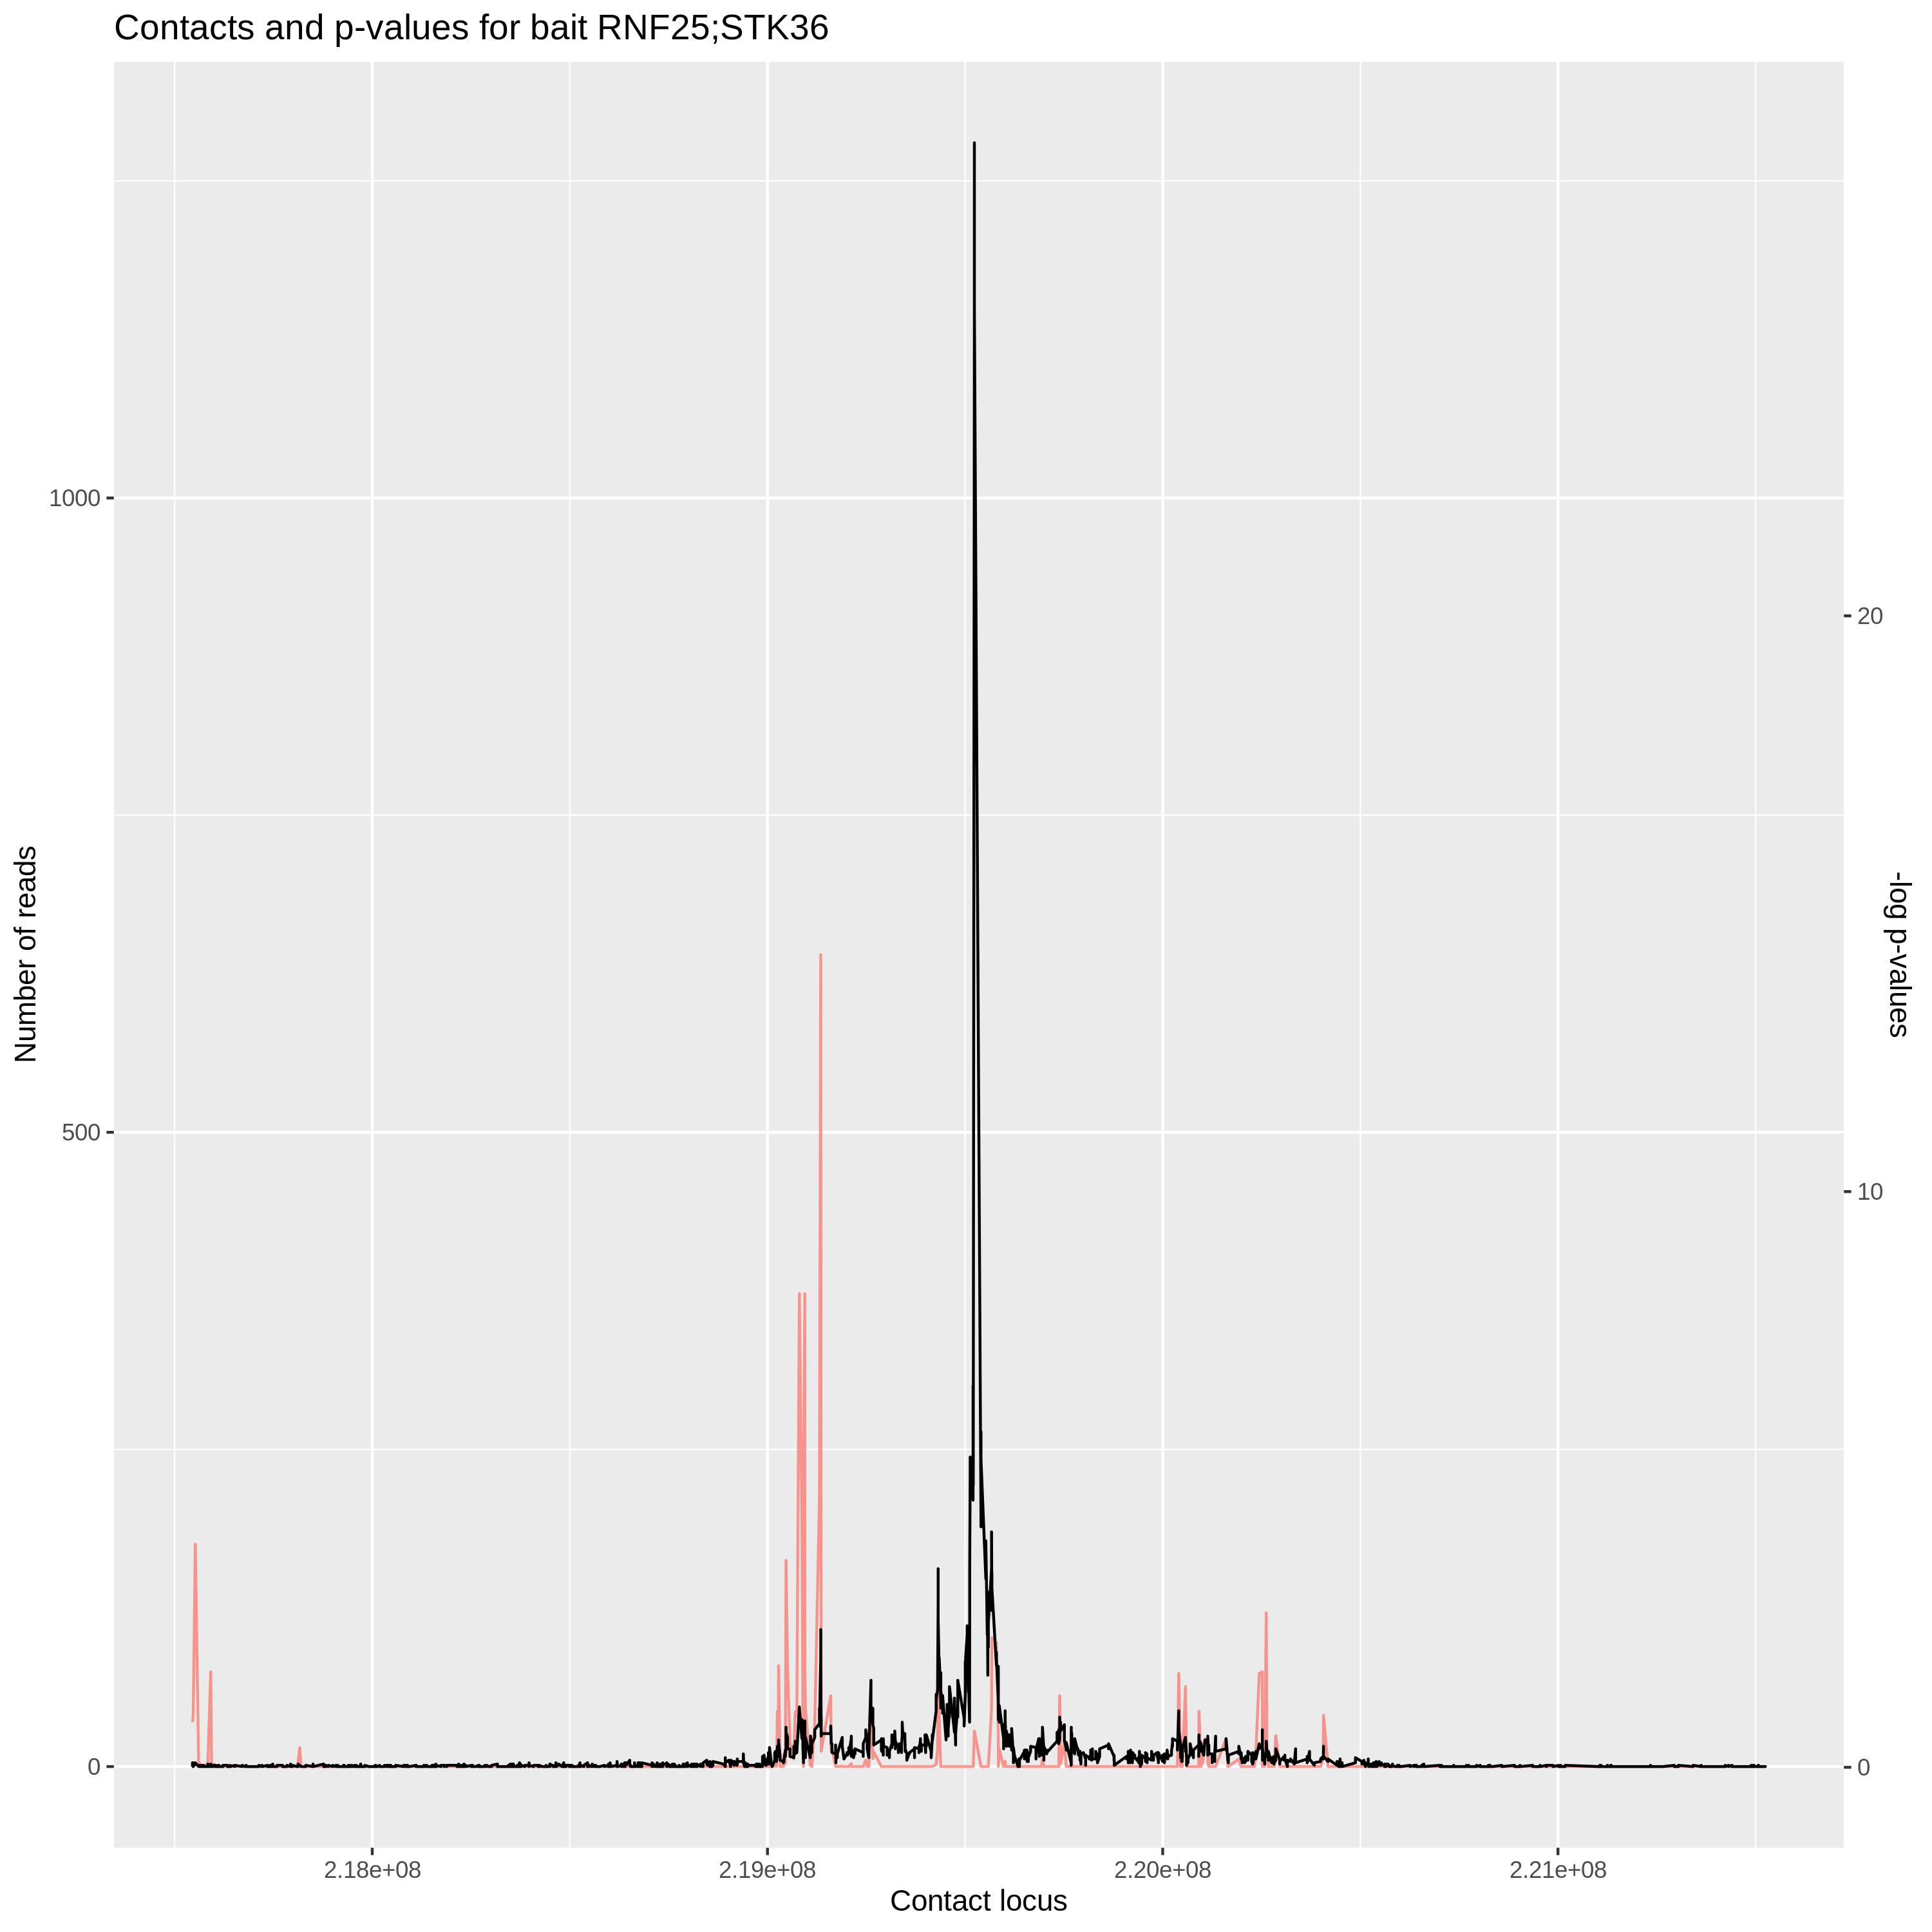 Contacts and p-values for bait RNF25;STK36
Number of reads
1000
500
0
20
10
0
-log p-values
2.18e+08
2.19e+08
2.20e+08
2.21e+08
Contact locus